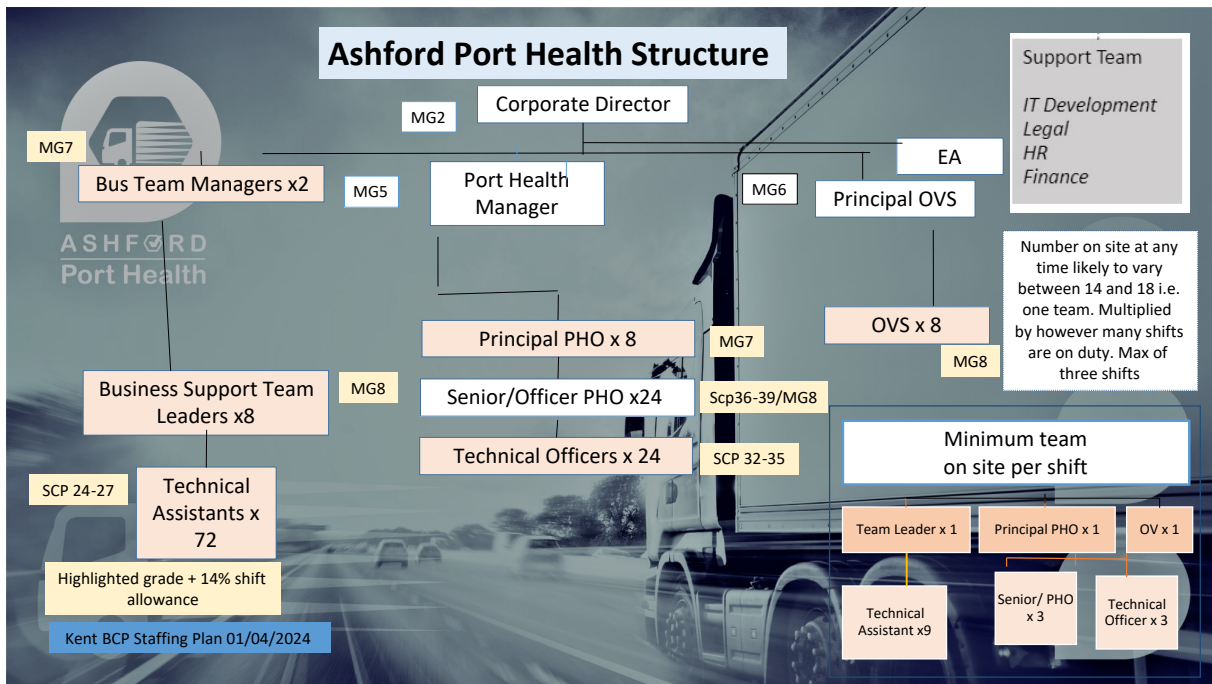 Ashford Port Health Structure
Support Team
IT Development
Legal
HR
Finance
Corporate Director
MG2
MG7
Bus Team Managers x2
MG5
Port Health
Manager
MG6
EA
Principal OVS
ASHFORD
Port Health
Number on site at any
time likely to vary
between 14 and 18 i.e.
one team. Multiplied
by however many shifts
are on duty. Max of
three shifts
Principal PHO x 8
MG7
OVS x 8
MG8
Business Support Team
Leaders x8
MG8
Senior/Officer PHO x24
Scp36-39/MG8
Technical Officers x 24
SCP 32-35
SCP 24-27
Technical
Assistants x
72
Highlighted grade + 14% shift
allowance
Kent BCP Staffing Plan 01/04/2024
Minimum team
on site per shift
Team Leader x 1
Principal PHO x 1
OV x 1
Technical
Assistant x9
Senior/ PHO
x 3
Technical
Officer x 3